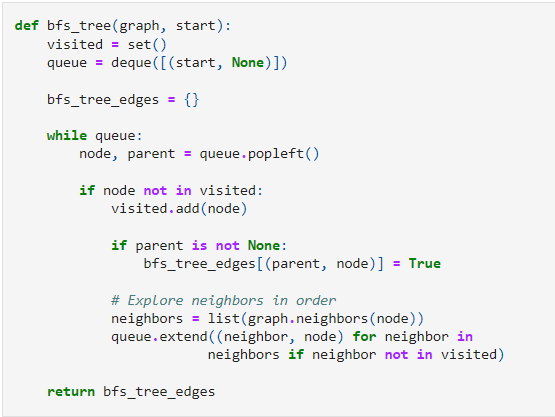 def bfs_tree(graph, start):
    visited = set()
    queue = deque([(start, None)])
    bfs_tree_edges = {}
    while queue:
        node, parent = queue.popleft()
        if node not in visited:
            visited.add(node)
            if parent is not None:
                bfs_tree_edges[(parent, node)] = True
            # Explore neighbors in order
            neighbors = list(graph.neighbors(node))
            queue.extend((neighbor, node) for neighbor in
                        neighbors if neighbor not in visited)
    return bfs_tree_edges